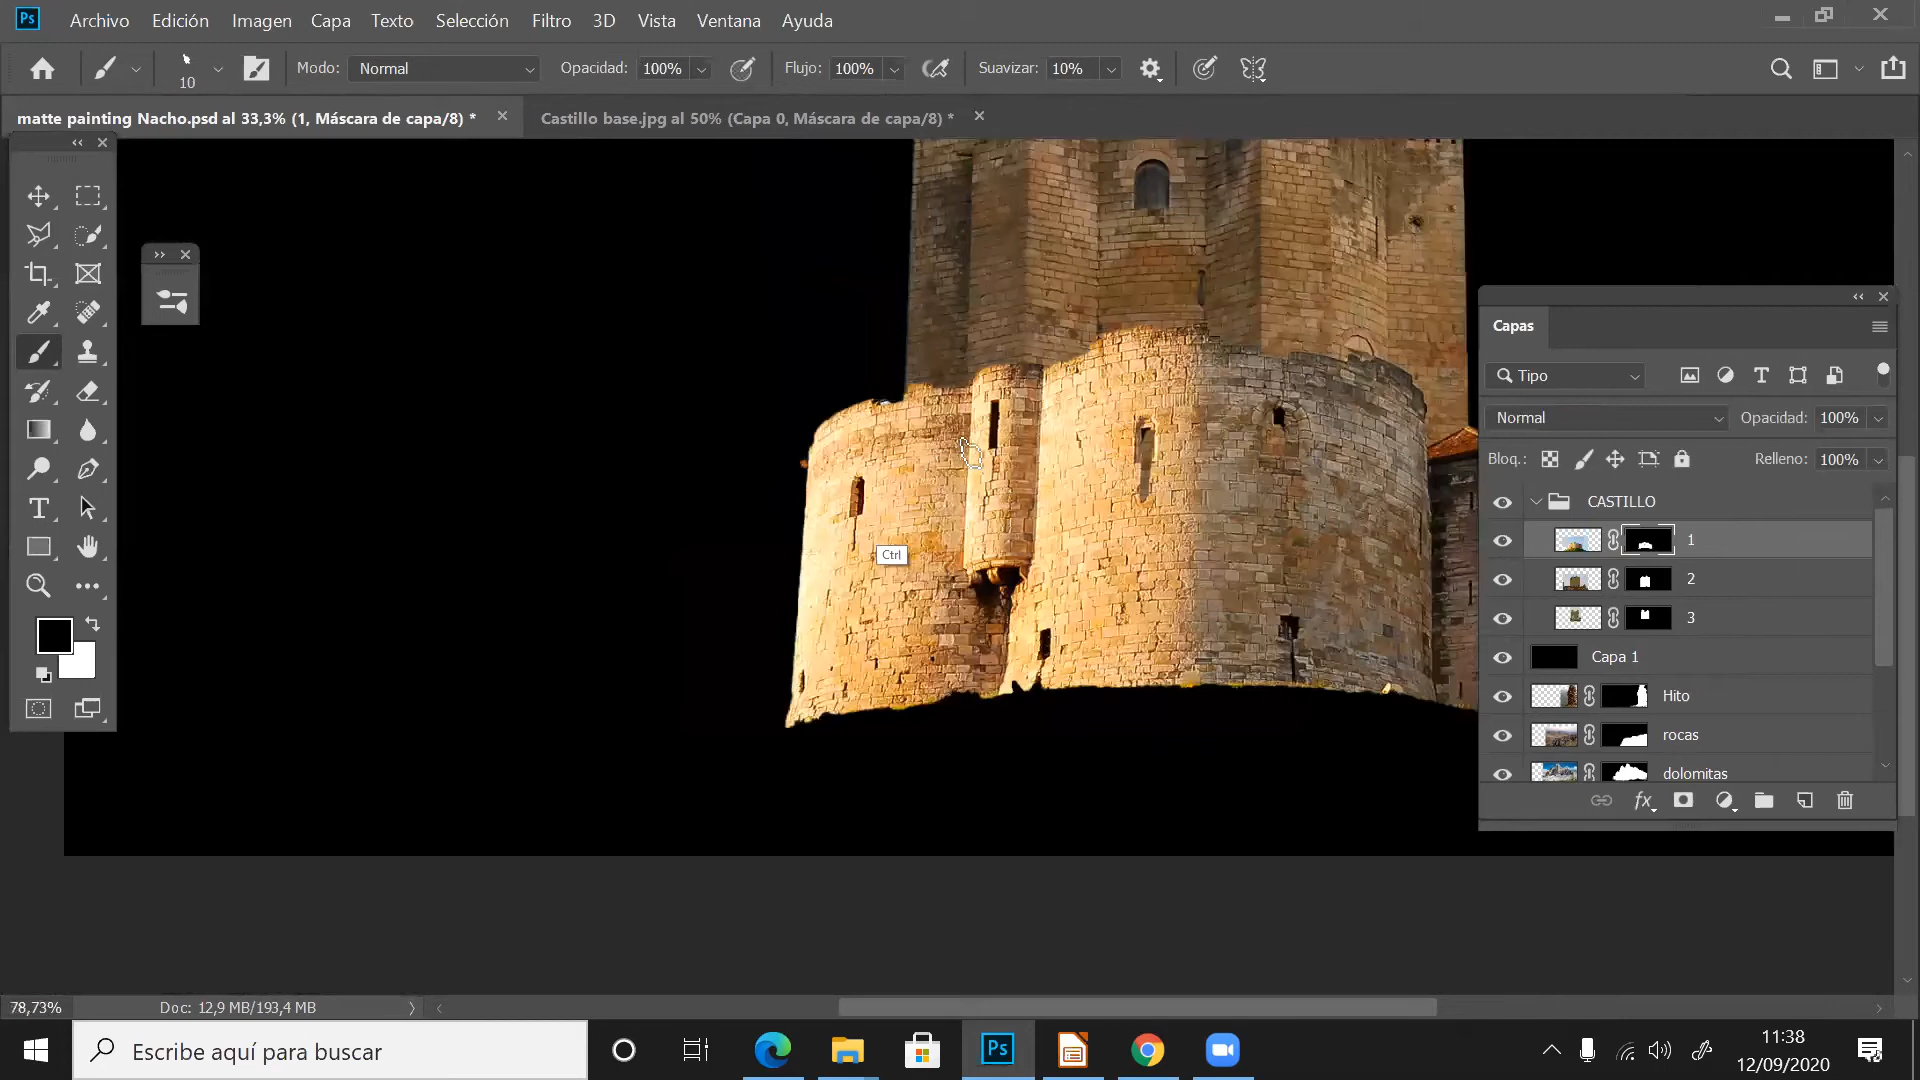 Ps
Archivo Edición Imagen Capa Texto Selección Filtro 3D Vista Ventana Ayuda
10 Modo: Normal Opacidad: 100% Flujo: 100% Suavizar: 10%
matte painting Nacho.psd al 33,3% (1, Máscara de capa/8) *
Castillo base.jpg al 50% (Capa 0, Máscara de capa/8) *
Capas
Tipo
Normal Opacidad: 100%
Bloq.: Relleno: 100%
CASTILLO
1
2
3
Capa 1
Hito
rocas
dolomitas
fx
Ctrl
78,73% Doc: 12,9 MB/193,4 MB
Escribe aquí para buscar
Ps
11:38
12/09/2020